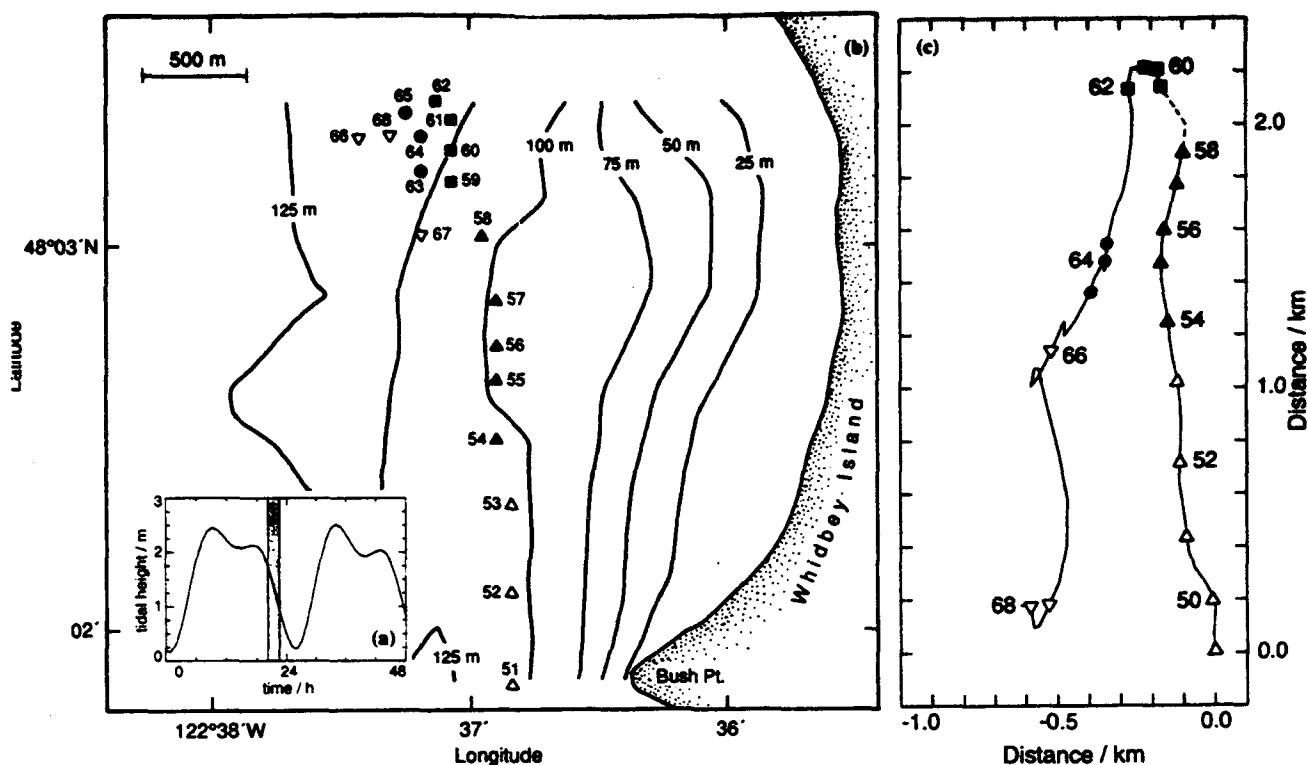 500 m
(b)
62
65
61
68
66
64
60
63
59
58
67
57
56
55
54
53
52
51
125 m
100 m
75 m
50 m
25 m
125 m
Whidbey Island
Bush Pt.
48°03´N
02´
122°38´W
37´
36´
Longitude
3
2
1
0
tidal height / m
(a)
0
24
48
time / h
(c)
60
62
58
56
64
54
66
52
50
68
2.0
1.0
0.0
Distance / km
-1.0
-0.5
0.0
Distance / km